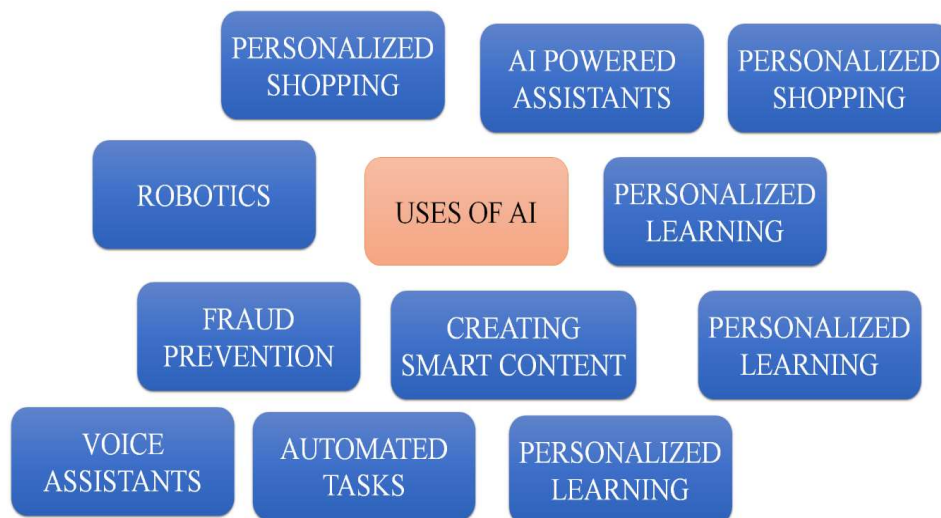 PERSONALIZED
SHOPPING
AI POWERED
ASSISTANTS
PERSONALIZED
SHOPPING
ROBOTICS
USES OF AI
PERSONALIZED
LEARNING
FRAUD
PREVENTION
CREATING
SMART CONTENT
PERSONALIZED
LEARNING
VOICE
ASSISTANTS
AUTOMATED
TASKS
PERSONALIZED
LEARNING